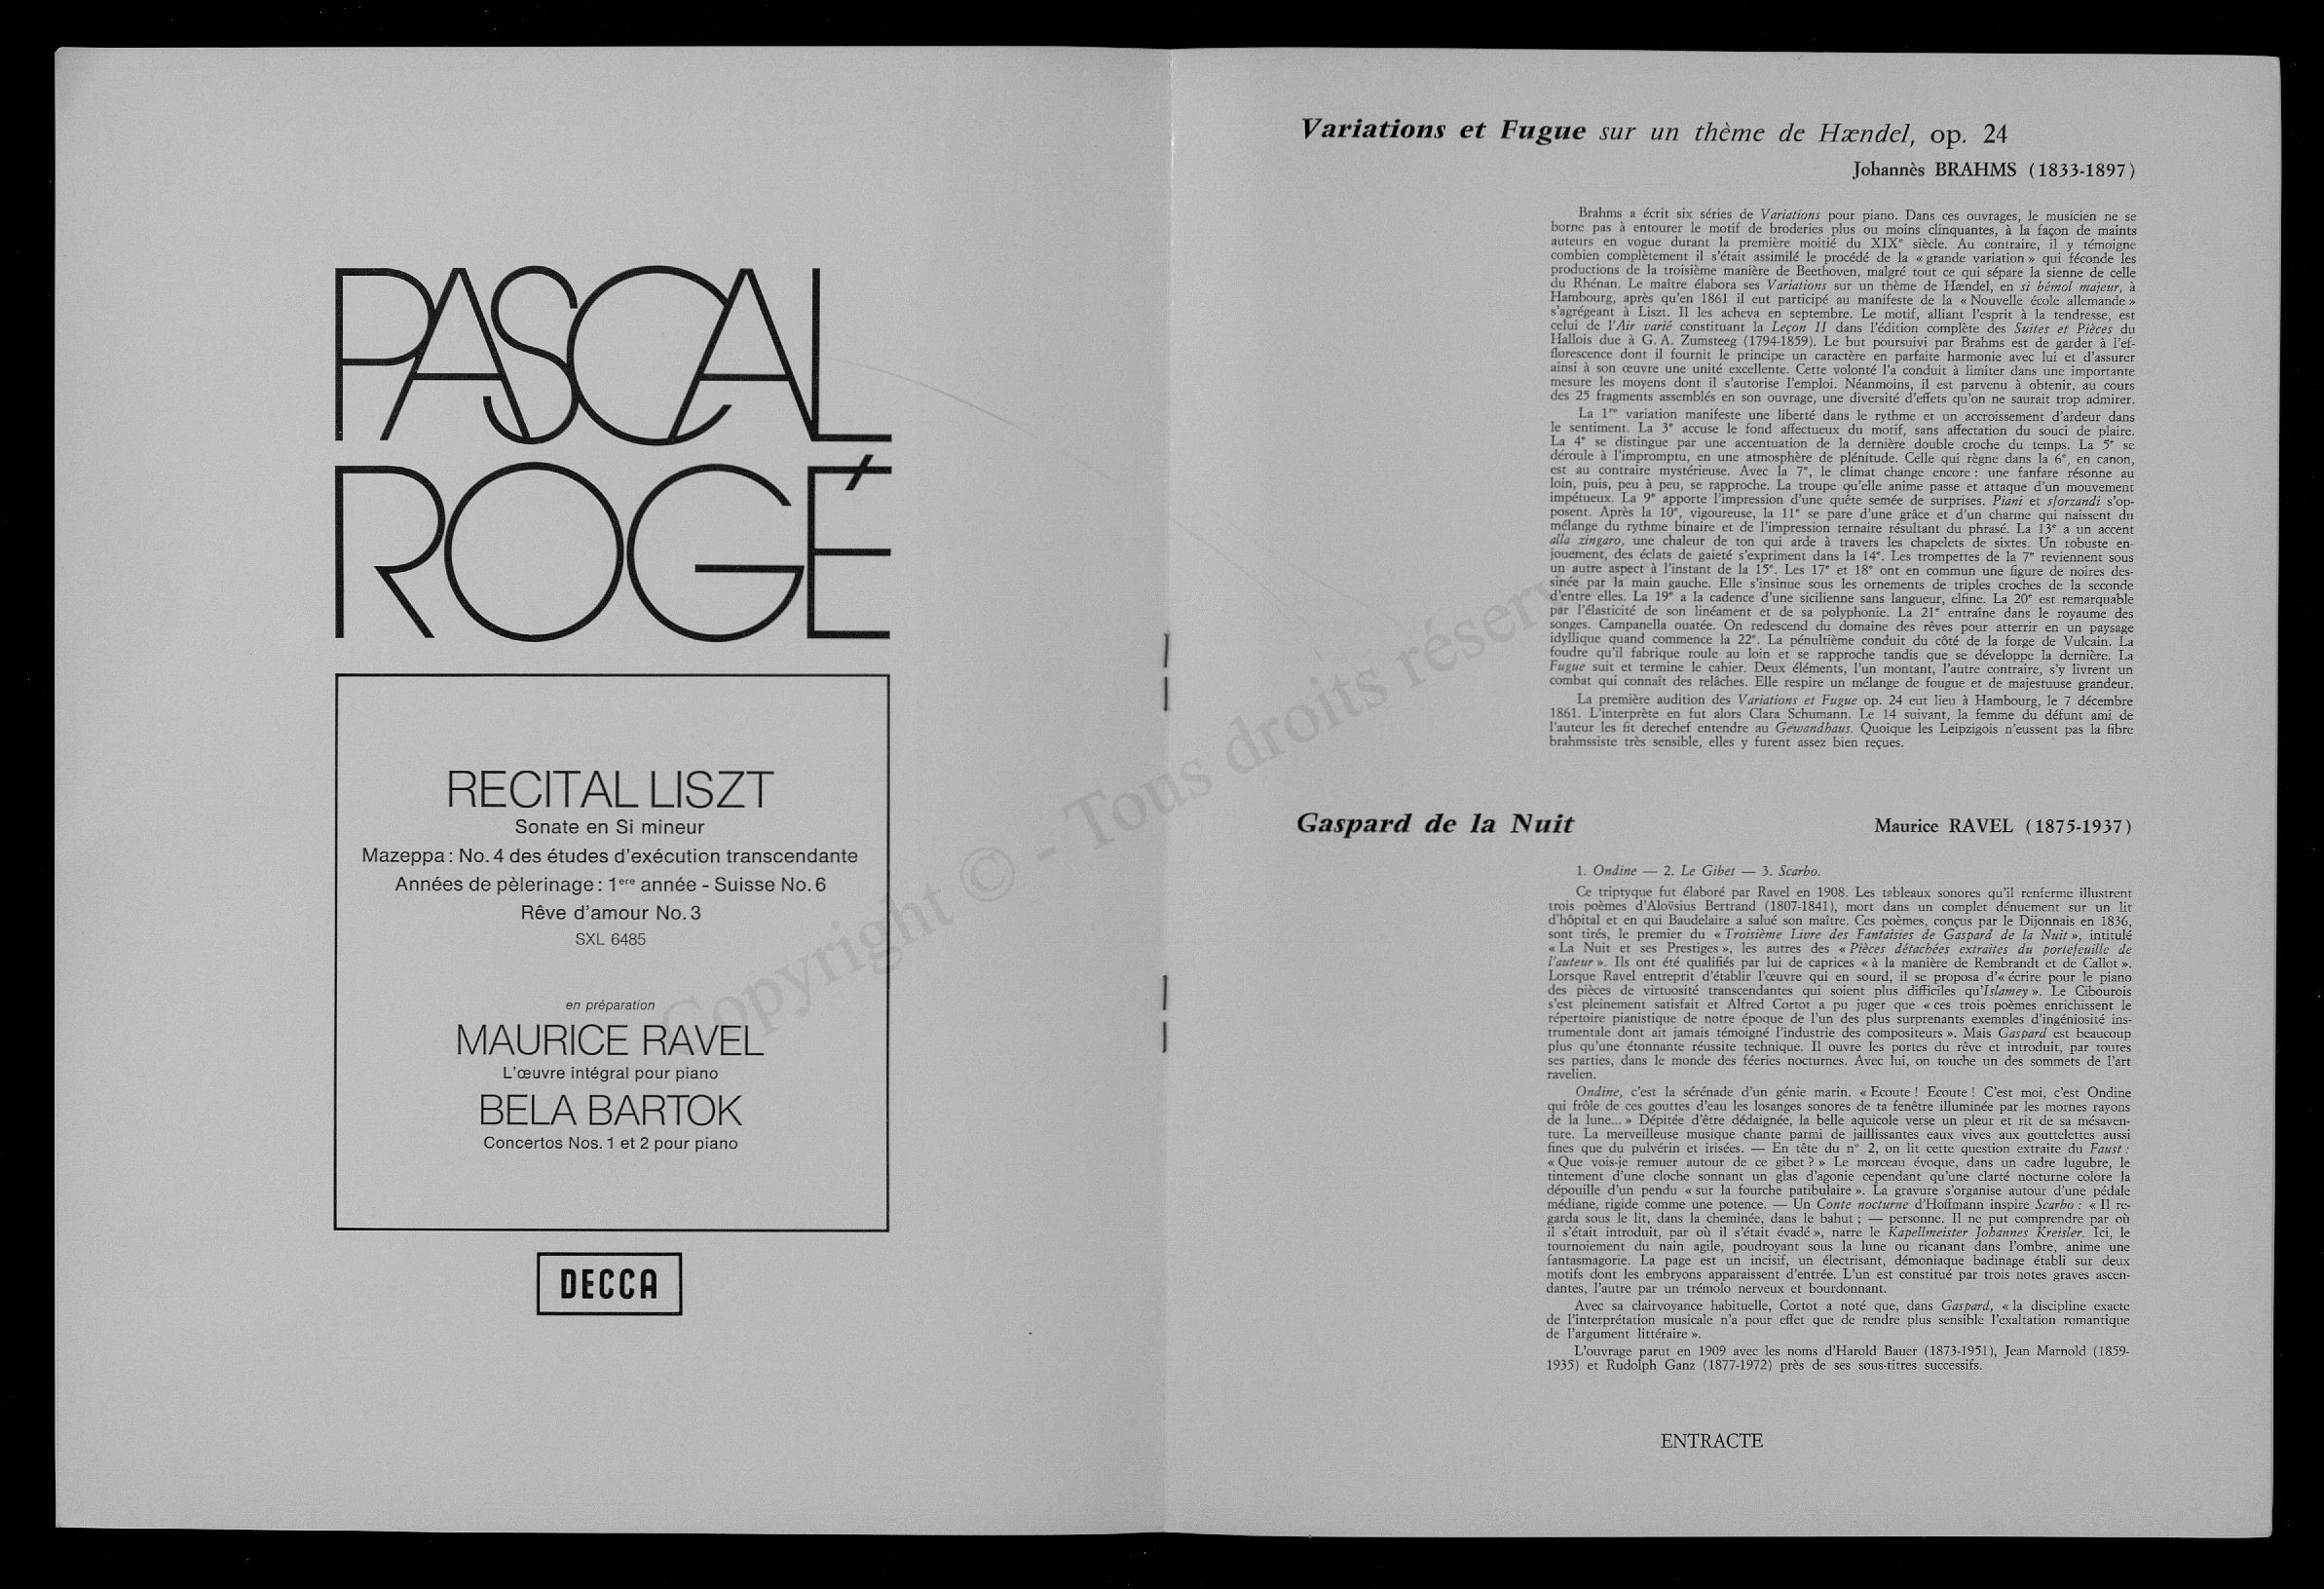 PASCAL
ROGÉ
RECITAL LISZT
Sonate en Si mineur
Mazeppa: No. 4 des études d'exécution transcendante
Années de pèlerinage: 1ere année - Suisse No. 6
Rêve d'amour No. 3
SXL 6485
en préparation
MAURICE RAVEL
L'œuvre intégral pour piano
BELA BARTOK
Concertos Nos. 1 et 2 pour piano
DECCA
Variations et Fugue sur un thème de Hændel, op. 24
Johannès BRAHMS (1833-1897)
Brahms a écrit six séries de Variations pour piano. Dans ces ouvrages, le musicien ne se
borne pas à entourer le motif de broderies plus ou moins clinquantes, à la façon de maints
auteurs en vogue durant la première moitié du XIXe siècle. Au contraire, il y témoigne
combien complètement il s'était assimilé le procédé de la « grande variation » qui féconde les
productions de la troisième manière de Beethoven, malgré tout ce qui sépare la sienne de celle
du Rhénan. Le maître élabora ses Variations sur un thème de Hændel, en si bémol majeur, à
Hambourg, après qu'en 1861 il eut participé au manifeste de la « Nouvelle école allemande »
s'agrégeant à Liszt. Il les acheva en septembre. Le motif, alliant l'esprit à la tendresse, est
celui de l'Air varié constituant la Leçon II dans l'édition complète des Suites et Pièces du
Hallois due à G. A. Zumsteeg (1794-1859). Le but poursuivi par Brahms est de garder à l'ef-
florescence dont il fournit le principe un caractère en parfaite harmonie avec lui et d'assurer
ainsi à son œuvre une unité excellente. Cette volonté l'a conduit à limiter dans une importante
mesure les moyens dont il s'autorise l'emploi. Néanmoins, il est parvenu à obtenir, au cours
des 25 fragments assemblés en son ouvrage, une diversité d'effets qu'on ne saurait trop admirer.
La 1re variation manifeste une liberté dans le rythme et un accroissement d'ardeur dans
le sentiment. La 3e accuse le fond affectueux du motif, sans affectation du souci de plaire.
La 4e se distingue par une accentuation de la dernière double croche du temps. La 5e se
déroule à l'impromptu, en une atmosphère de plénitude. Celle qui règne dans la 6e, en canon,
est au contraire mystérieuse. Avec la 7e, le climat change encore : une fanfare résonne au
loin, puis, peu à peu, se rapproche. La troupe qu'elle anime passe et attaque d'un mouvement
impétueux. La 9e apporte l'impression d'une quête semée de surprises. Piani et sforzandi s'op-
posent. Après la 10e, vigoureuse, la 11e se pare d'une grâce et d'un charme qui naissent du
mélange du rythme binaire et de l'impression ternaire résultant du phrasé. La 13e a un accent
alla zingaro, une chaleur de ton qui arde à travers les chapelets de sixtes. Un robuste en-
jouement, des éclats de gaieté s'expriment dans la 14e. Les trompettes de la 7e reviennent sous
un autre aspect à l'instant de la 15e. Les 17e et 18e ont en commun une figure de noires des-
sinée par la main gauche. Elle s'insinue sous les ornements de triples croches de la seconde
d'entre elles. La 19e a la cadence d'une sicilienne sans langueur, elfine. La 20e est remarquable
par l'élasticité de son linéament et de sa polyphonie. La 21e entraîne dans le royaume des
songes. Campanella ouatée. On redescend du domaine des rêves pour atterrir en un paysage
idyllique quand commence la 22e. La pénultième conduit du côté de la forge de Vulcain. La
foudre qu'il fabrique roule au loin et se rapproche tandis que se développe la dernière. La
Fugue suit et termine le cahier. Deux éléments, l'un montant, l'autre contraire, s'y livrent un
combat qui connaît des relâches. Elle respire un mélange de fougue et de majestuuse grandeur.
La première audition des Variations et Fugue op. 24 eut lieu à Hambourg, le 7 décembre
1861. L'interprète en fut alors Clara Schumann. Le 14 suivant, la femme du défunt ami de
l'auteur les fit derechef entendre au Géwandhaus. Quoique les Leipzigois n'eussent pas la fibre
brahmssiste très sensible, elles y furent assez bien reçues.
Gaspard de la Nuit
Maurice RAVEL (1875-1937)
1. Ondine — 2. Le Gibet — 3. Scarbo.
Ce triptyque fut élaboré par Ravel en 1908. Les tableaux sonores qu'il renferme illustrent
trois poèmes d'Aloÿsius Bertrand (1807-1841), mort dans un complet dénuement sur un lit
d'hôpital et en qui Baudelaire a salué son maître. Ces poèmes, conçus par le Dijonnais en 1836,
sont tirés, le premier du « Troisième Livre des Fantaisies de Gaspard de la Nuit », intitulé
« La Nuit et ses Prestiges », les autres des « Pièces détachées extraites du portefeuille de
l'auteur ». Ils ont été qualifiés par lui de caprices « à la manière de Rembrandt et de Callot ».
Lorsque Ravel entreprit d'établir l'œuvre qui en sourd, il se proposa d'« écrire pour le piano
des pièces de virtuosité transcendantes qui soient plus difficiles qu'Islamey ». Le Cibourois
s'est pleinement satisfait et Alfred Cortot a pu juger que « ces trois poèmes enrichissent le
répertoire pianistique de notre époque de l'un des plus surprenants exemples d'ingéniosité ins-
trumentale dont ait jamais témoigné l'industrie des compositeurs ». Mais Gaspard est beaucoup
plus qu'une étonnante réussite technique. Il ouvre les portes du rêve et introduit, par toutes
ses parties, dans le monde des féeries nocturnes. Avec lui, on touche un des sommets de l'art
ravelien.
Ondine, c'est la sérénade d'un génie marin. « Ecoute ! Ecoute ! C'est moi, c'est Ondine
qui frôle de ces gouttes d'eau les losanges sonores de ta fenêtre illuminée par les mornes rayons
de la lune... » Dépitée d'être dédaignée, la belle aquicole verse un pleur et rit de sa mésaven-
ture. La merveilleuse musique chante parmi de jaillissantes eaux vives aux gouttelettes aussi
fines que du pulvérin et irisées. — En tête du n° 2, on lit cette question extraite du Faust :
« Que vois-je remuer autour de ce gibet ? » Le morceau évoque, dans un cadre lugubre, le
tintement d'une cloche sonnant un glas d'agonie cependant qu'une clarté nocturne colore la
dépouille d'un pendu « sur la fourche patibulaire ». La gravure s'organise autour d'une pédale
médiane, rigide comme une potence. — Un Conte nocturne d'Hoffmann inspire Scarbo : « Il re-
garda sous le lit, dans la cheminée, dans le bahut ; — personne. Il ne put comprendre par où
il s'était introduit, par où il s'était évadé », narre le Kapellmeister Johannes Kreisler. Ici, le
tournoiement du nain agile, poudroyant sous la lune ou ricanant dans l'ombre, anime une
fantasmagorie. La page est un incisif, un électrisant, démoniaque badinage établi sur deux
motifs dont les embryons apparaissent d'entrée. L'un est constitué par trois notes graves ascen-
dantes, l'autre par un trémolo nerveux et bourdonnant.
Avec sa clairvoyance habituelle, Cortot a noté que, dans Gaspard, « la discipline exacte
de l'interprétation musicale n'a pour effet que de rendre plus sensible l'exaltation romantique
de l'argument littéraire ».
L'ouvrage parut en 1909 avec les noms d'Harold Bauer (1873-1951), Jean Marnold (1859-
1935) et Rudolph Ganz (1877-1972) près de ses sous-titres successifs.
ENTRACTE
Copyright © - Tous droits